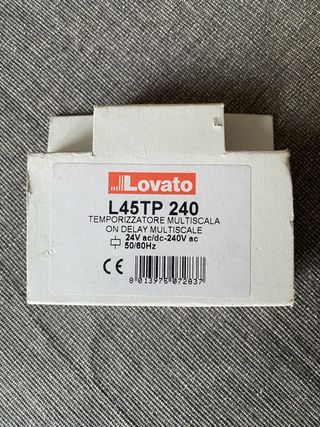 Lovato
L45TP 240
TEMPORIZZATORE MULTISCALA
ON DELAY MULTISCALE
24V ac/dc-240V ac
50/60Hz
CE
8 013975 072837